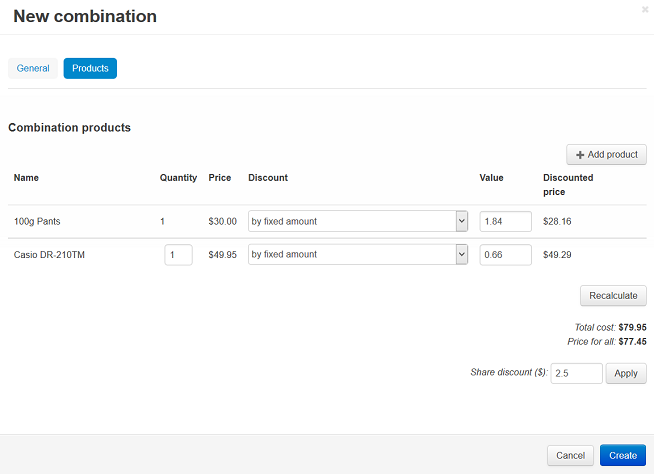 New combination
General Products
Combination products
Add product
Name Quantity Price Discount Value Discounted
price
100g Pants 1 $30.00 by fixed amount 1.84 $28.16
Casio DR-210TM 1 $49.95 by fixed amount 0.66 $49.29
Recalculate
Total cost: $79.95
Price for all: $77.45
Share discount ($): 2.5 Apply
Cancel Create